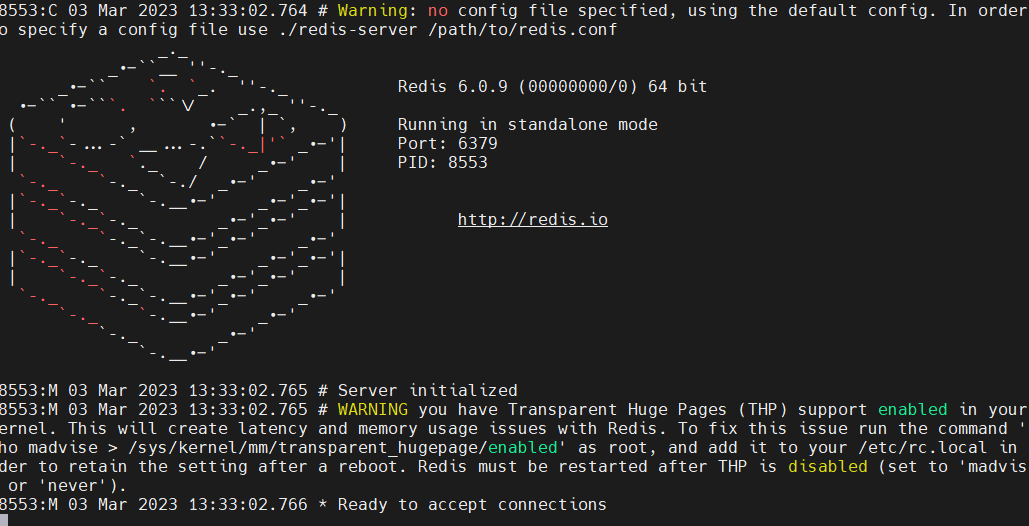 8553:C 03 Mar 2023 13:33:02.764 # Warning: no config file specified, using the default config. In order
o specify a config file use ./redis-server /path/to/redis.conf
Redis 6.0.9 (00000000/0) 64 bit
Running in standalone mode
Port: 6379
PID: 8553
http://redis.io
8553:M 03 Mar 2023 13:33:02.765 # Server initialized
8553:M 03 Mar 2023 13:33:02.765 # WARNING you have Transparent Huge Pages (THP) support enabled in your
ernel. This will create latency and memory usage issues with Redis. To fix this issue run the command '
ho madvise > /sys/kernel/mm/transparent_hugepage/enabled' as root, and add it to your /etc/rc.local in
der to retain the setting after a reboot. Redis must be restarted after THP is disabled (set to 'madvis
or 'never').
8553:M 03 Mar 2023 13:33:02.766 * Ready to accept connections